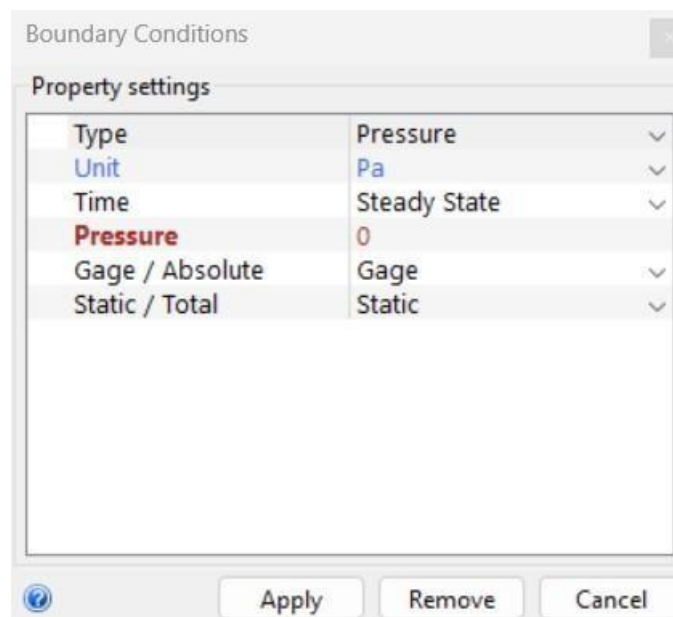 Boundary Conditions
Property settings
Type Pressure
Unit Pa
Time Steady State
Pressure 0
Gage / Absolute Gage
Static / Total Static
Apply Remove Cancel